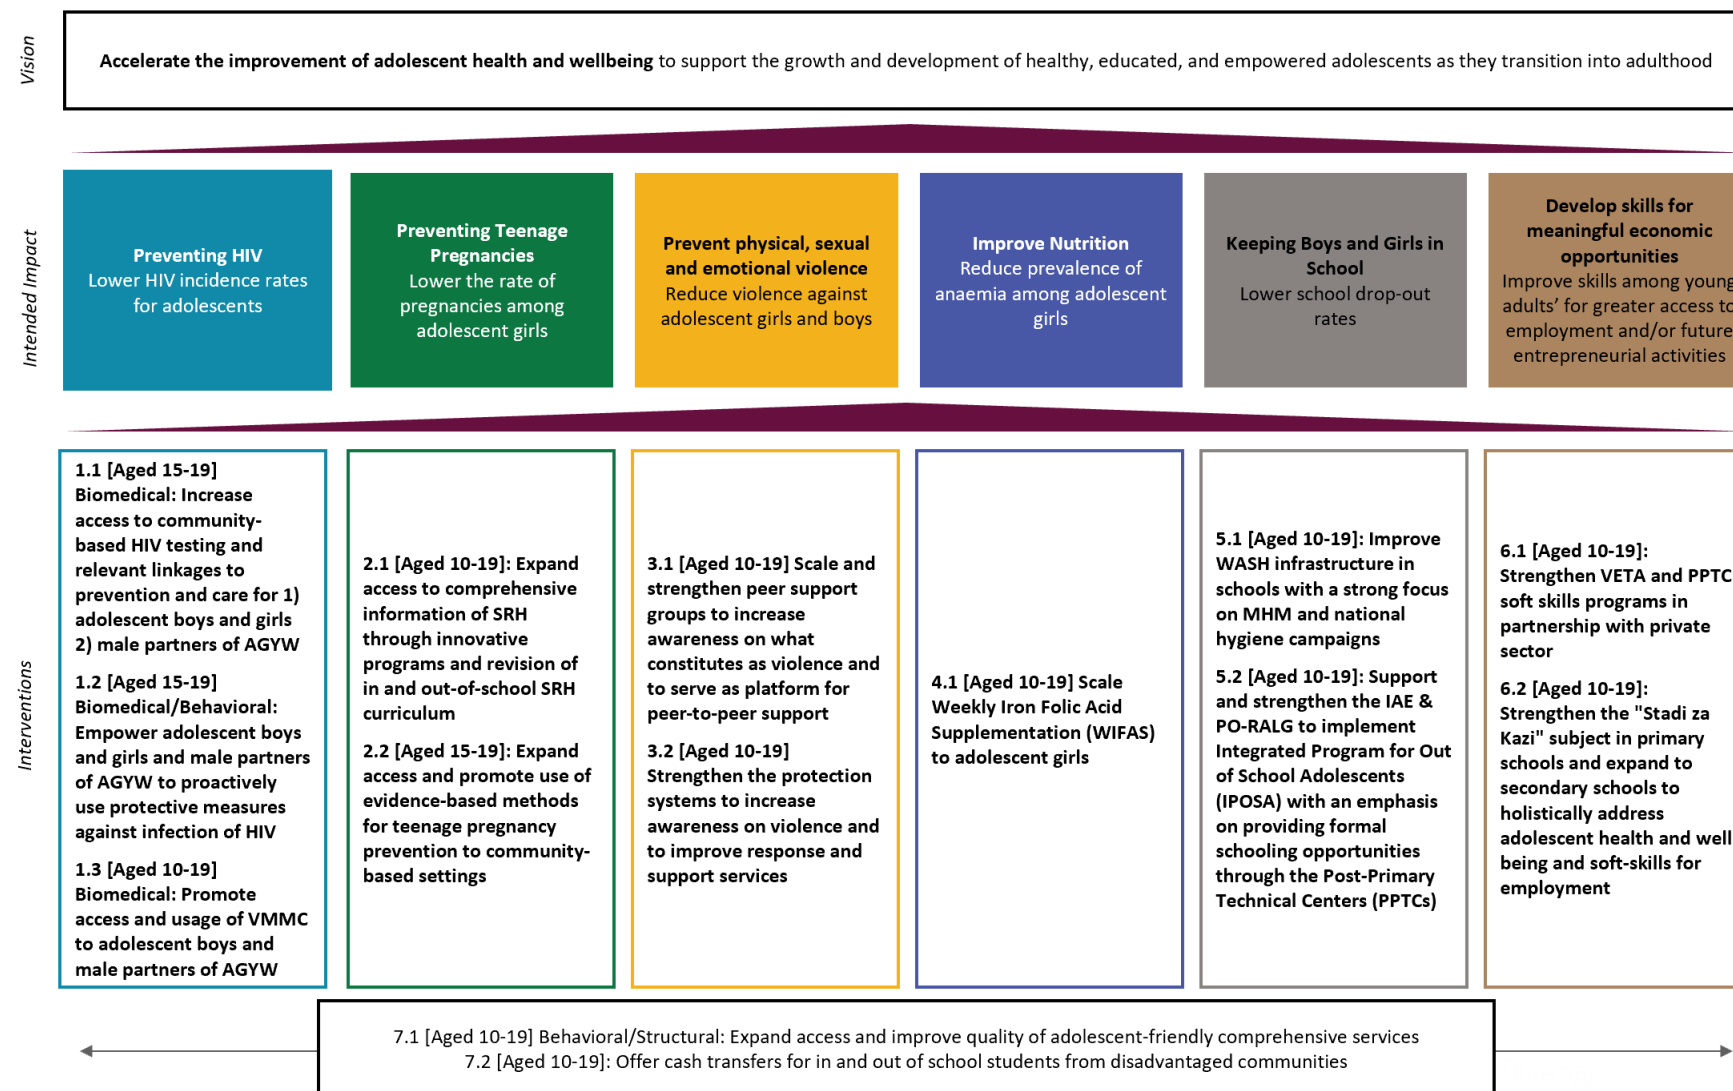 Vision
Accelerate the improvement of adolescent health and wellbeing to support the growth and development of healthy, educated, and empowered adolescents as they transition into adulthood
Intended Impact
Preventing HIV
Lower HIV incidence rates
for adolescents
Preventing Teenage
Pregnancies
Lower the rate of
pregnancies among
adolescent girls
Prevent physical, sexual
and emotional violence
Reduce violence against
adolescent girls and boys
Improve Nutrition
Reduce prevalence of
anaemia among adolescent
girls
Keeping Boys and Girls in
School
Lower school drop-out
rates
Develop skills for
meaningful economic
opportunities
Improve skills among young
adults’ for greater access to
employment and/or future
entrepreneurial activities
Interventions
1.1 [Aged 15-19]
Biomedical: Increase
access to community-
based HIV testing and
relevant linkages to
prevention and care for 1)
adolescent boys and girls
2) male partners of AGYW
1.2 [Aged 15-19]
Biomedical/Behavioral:
Empower adolescent boys
and girls and male partners
of AGYW to proactively
use protective measures
against infection of HIV
1.3 [Aged 10-19]
Biomedical: Promote
access and usage of VMMC
to adolescent boys and
male partners of AGYW
2.1 [Aged 10-19]: Expand
access to comprehensive
information of SRH
through innovative
programs and revision of
in and out-of-school SRH
curriculum
2.2 [Aged 15-19]: Expand
access and promote use of
evidence-based methods
for teenage pregnancy
prevention to community-
based settings
3.1 [Aged 10-19] Scale and
strengthen peer support
groups to increase
awareness on what
constitutes as violence and
to serve as platform for
peer-to-peer support
3.2 [Aged 10-19]
Strengthen the protection
systems to increase
awareness on violence and
to improve response and
support services
4.1 [Aged 10-19] Scale
Weekly Iron Folic Acid
Supplementation (WIFAS)
to adolescent girls
5.1 [Aged 10-19]: Improve
WASH infrastructure in
schools with a strong focus
on MHM and national
hygiene campaigns
5.2 [Aged 10-19]: Support
and strengthen the IAE &
PO-RALG to implement
Integrated Program for Out
of School Adolescents
(IPOSA) with an emphasis
on providing formal
schooling opportunities
through the Post-Primary
Technical Centers (PPTCs)
6.1 [Aged 10-19]:
Strengthen VETA and PPTC
soft skills programs in
partnership with private
sector
6.2 [Aged 10-19]:
Strengthen the "Stadi za
Kazi" subject in primary
schools and expand to
secondary schools to
holistically address
adolescent health and well
being and soft-skills for
employment
7.1 [Aged 10-19] Behavioral/Structural: Expand access and improve quality of adolescent-friendly comprehensive services
7.2 [Aged 10-19]: Offer cash transfers for in and out of school students from disadvantaged communities